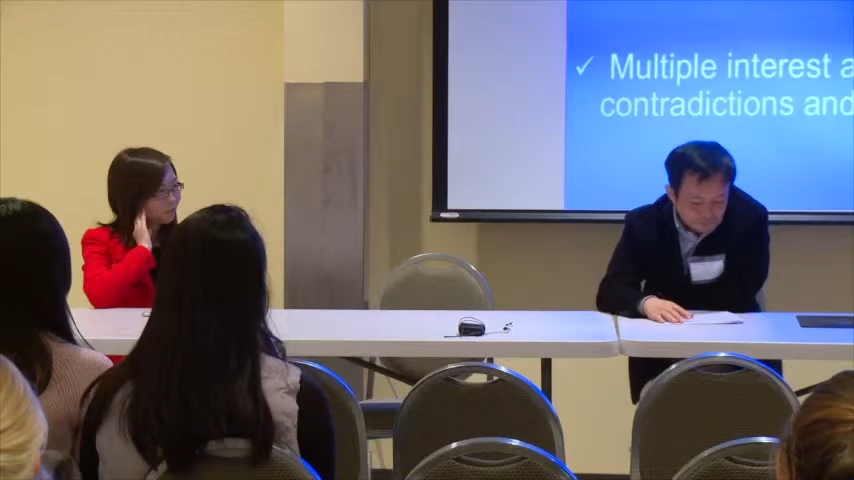 ✓ Multiple interest a
contradictions and